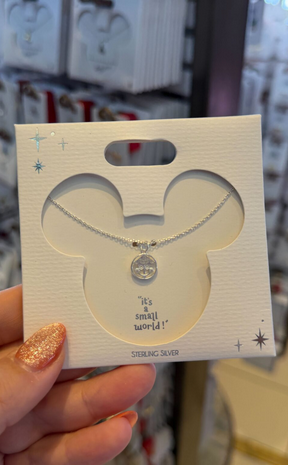 "it's
a
small
world!"
STERLING SILVER